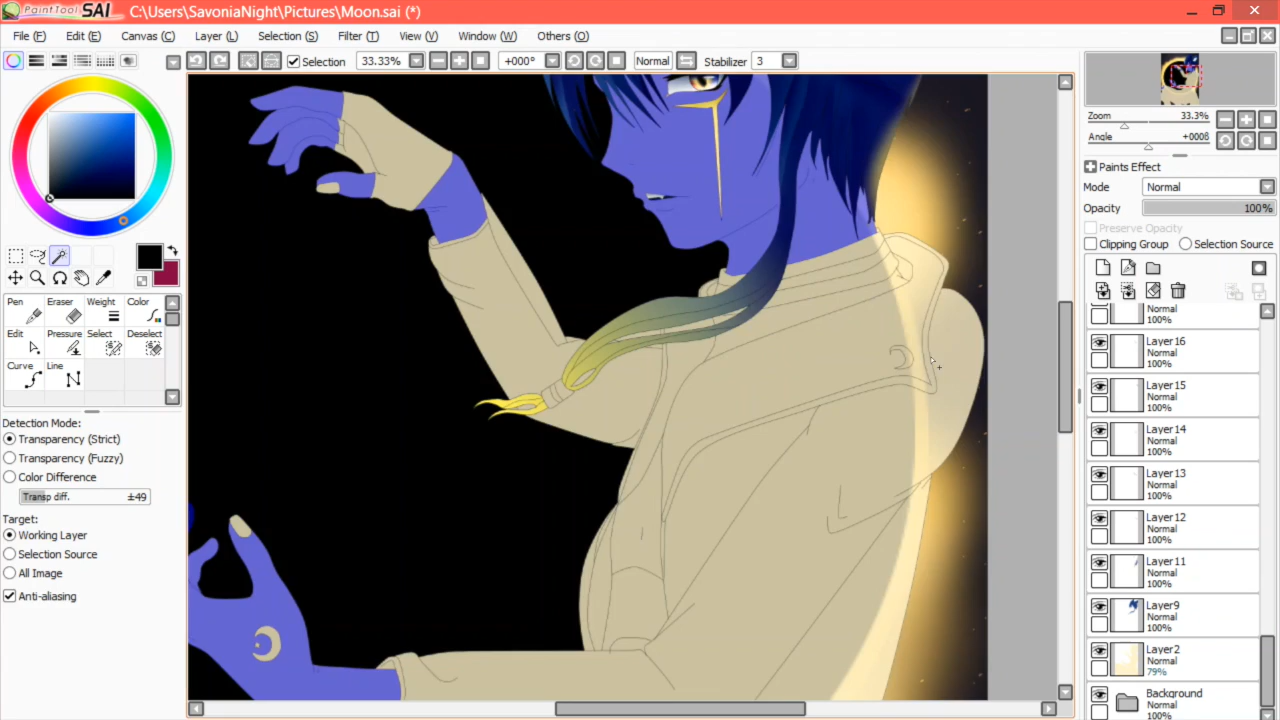 PaintTool SAI C:\Users\SavoniaNight\Pictures\Moon.sai (*)
File (F) Edit (E) Canvas (C) Layer (L) Selection (S) Filter (T) View (V) Window (W) Others (O)
Selection 33.33% +000° Normal Stabilizer 3
Zoom 33.3%
Angle +000δ
Paints Effect
Mode Normal
Opacity 100%
Preserve Opacity
Clipping Group Selection Source
Pen Eraser Weight Color
Edit Pressure Select Deselect
Curve Line
Detection Mode:
Transparency (Strict)
Transparency (Fuzzy)
Color Difference
Transp diff. ±49
Target:
Working Layer
Selection Source
All Image
Anti-aliasing
Normal
100%
Layer16
Normal
100%
Layer15
Normal
100%
Layer14
Normal
100%
Layer13
Normal
100%
Layer12
Normal
100%
Layer11
Normal
100%
Layer9
Normal
100%
Layer2
Normal
79%
Background
Normal
100%